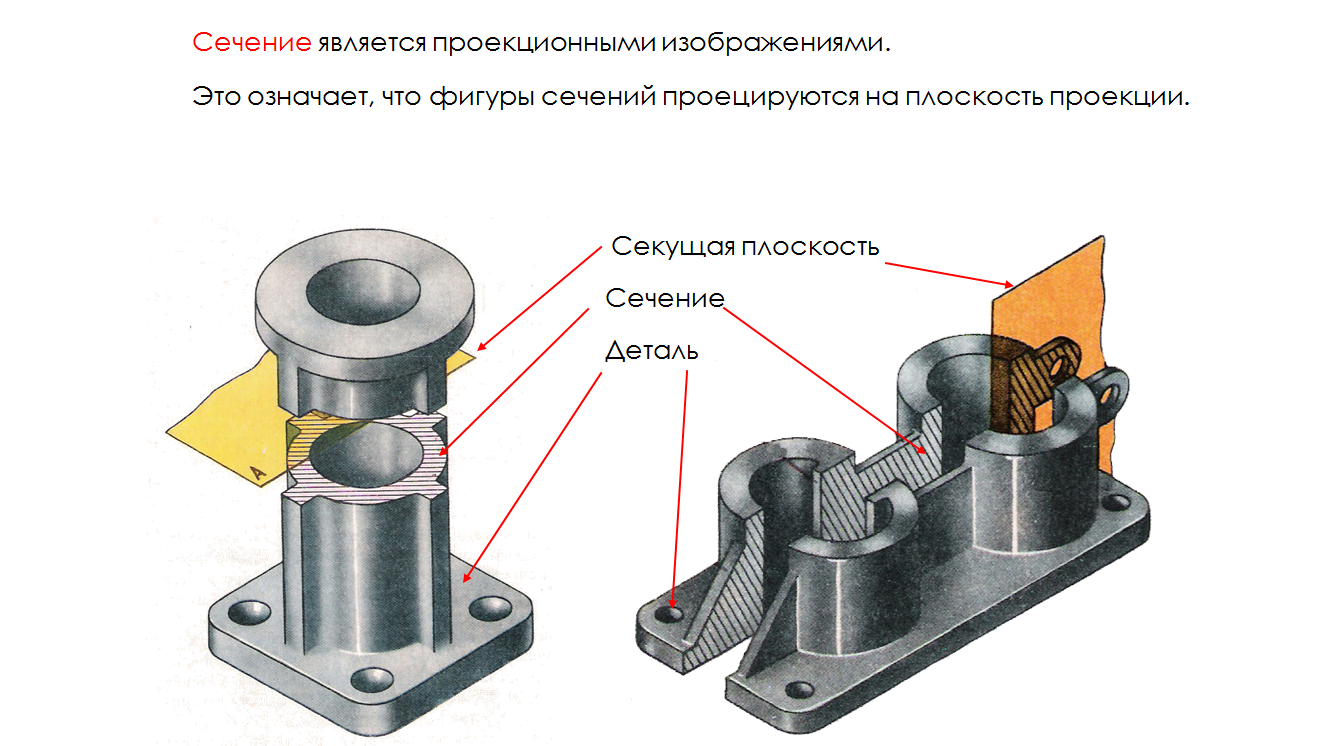 Сечение является проекционными изображениями.
Это означает, что фигуры сечений проецируются на плоскость проекции.
Секущая плоскость
Сечение
Деталь
А